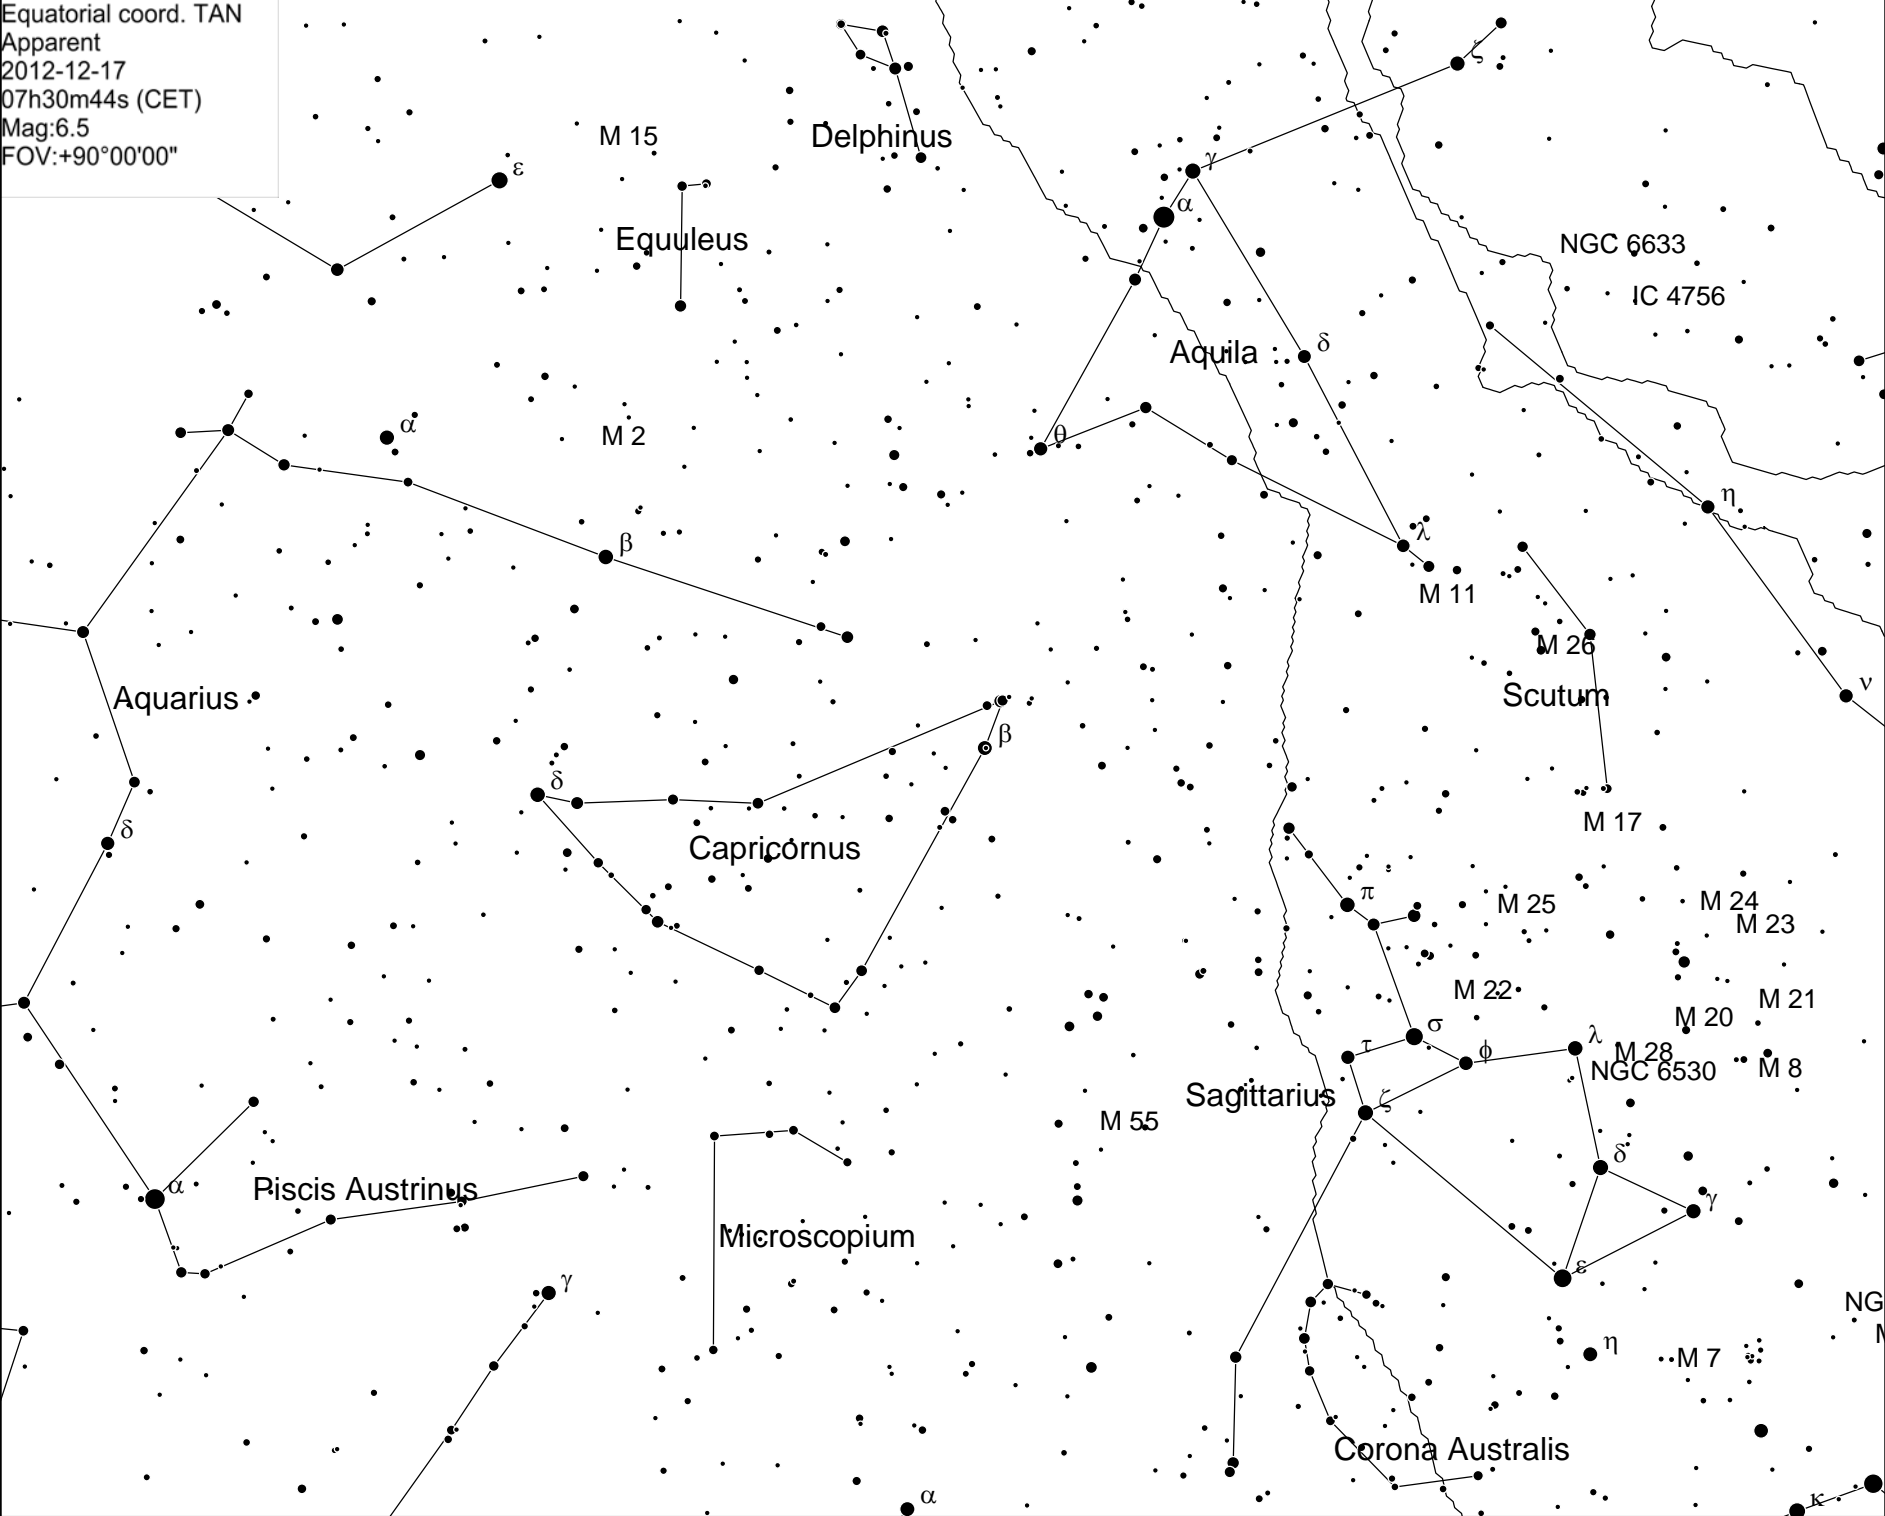 Equatorial coord. TAN
Apparent
2012-12-17
07h30m44s (CET)
Mag:6.5
FOV:+90°00'00"
ζ
M 15
Delphinus
ε
γ
α
Equuleus
NGC 6633
IC 4756
Aquila
δ
α
M 2
θ
η
λ
β
M 11
M 26
Scutum
ν
Aquarius
β
δ
M 17
δ
Capricornus
π
M 25
M 24
M 23
M 22
M 21
M 20
σ
τ
φ
λ
M 28
NGC 6530
M 8
Sagittarius
ζ
M 55
δ
α
Piscis Austrinus
γ
Microscopium
ε
γ
NG
η
M 7
Corona Australis
α
κ